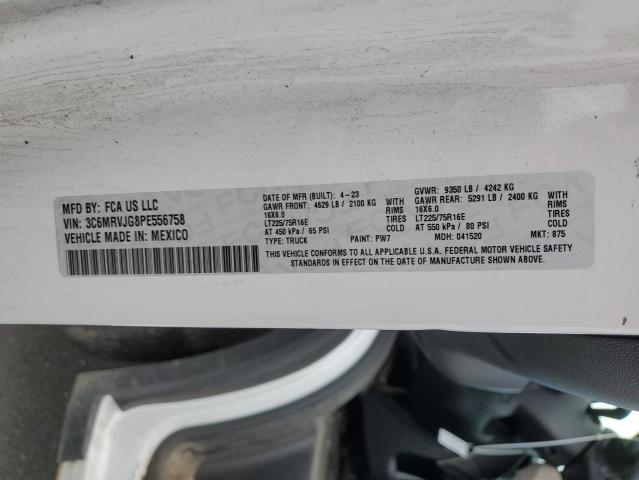 MFD BY: FCA US LLC
VIN: 3C6MRVJG8PE556758
VEHICLE MADE IN: MEXICO
DATE OF MFR (BUILT): 4-23 GVWR: 9350 LB / 4242 KG
GAWR FRONT: 4629 LB / 2100 KG WITH GAWR REAR: 5291 LB / 2400 KG WITH
16X6.0 RIMS 16X6.0 RIMS
LT225/75R16E TIRES LT225/75R16E TIRES
AT 450 kPa / 65 PSI COLD AT 550 kPa / 80 PSI COLD
TYPE: TRUCK PAINT: PW7 MDH: 041520 MKT: 875
THIS VEHICLE CONFORMS TO ALL APPLICABLE U.S.A. FEDERAL MOTOR VEHICLE SAFETY
STANDARDS IN EFFECT ON THE DATE OF MANUFACTURE SHOWN ABOVE.